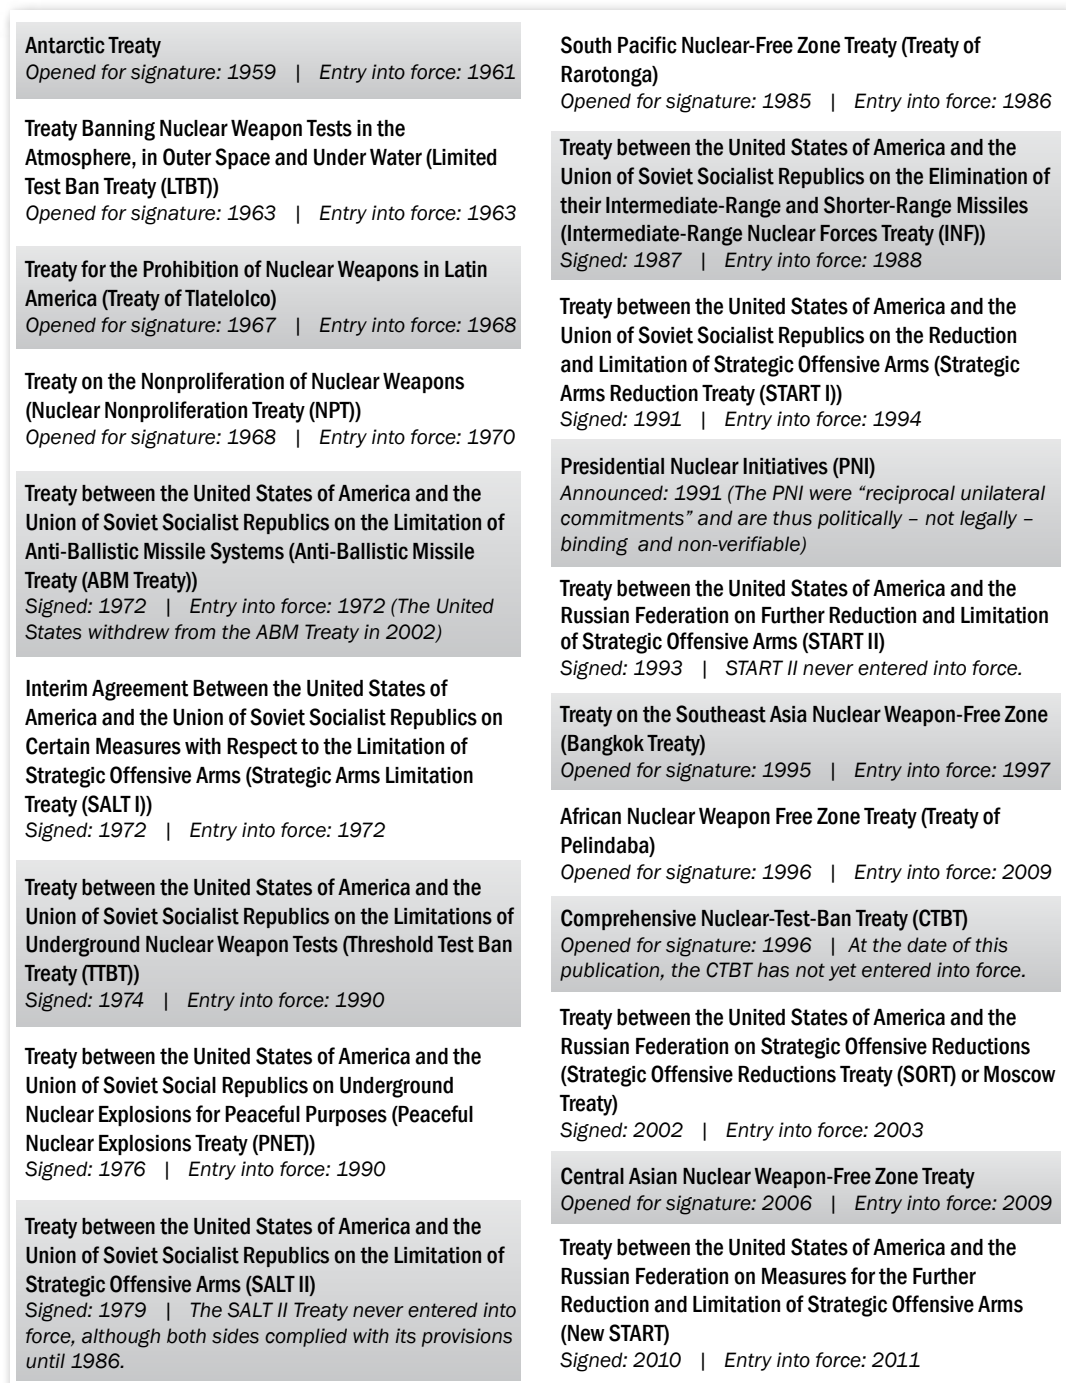 Antarctic Treaty
Opened for signature: 1959 | Entry into force: 1961
Treaty Banning Nuclear Weapon Tests in the
Atmosphere, in Outer Space and Under Water (Limited
Test Ban Treaty (LTBT))
Opened for signature: 1963 | Entry into force: 1963
Treaty for the Prohibition of Nuclear Weapons in Latin
America (Treaty of Tlatelolco)
Opened for signature: 1967 | Entry into force: 1968
Treaty on the Nonproliferation of Nuclear Weapons
(Nuclear Nonproliferation Treaty (NPT))
Opened for signature: 1968 | Entry into force: 1970
Treaty between the United States of America and the
Union of Soviet Socialist Republics on the Limitation of
Anti-Ballistic Missile Systems (Anti-Ballistic Missile
Treaty (ABM Treaty))
Signed: 1972 | Entry into force: 1972 (The United
States withdrew from the ABM Treaty in 2002)
Interim Agreement Between the United States of
America and the Union of Soviet Socialist Republics on
Certain Measures with Respect to the Limitation of
Strategic Offensive Arms (Strategic Arms Limitation
Treaty (SALT I))
Signed: 1972 | Entry into force: 1972
Treaty between the United States of America and the
Union of Soviet Socialist Republics on the Limitations of
Underground Nuclear Weapon Tests (Threshold Test Ban
Treaty (TTBT))
Signed: 1974 | Entry into force: 1990
Treaty between the United States of America and the
Union of Soviet Social Republics on Underground
Nuclear Explosions for Peaceful Purposes (Peaceful
Nuclear Explosions Treaty (PNET))
Signed: 1976 | Entry into force: 1990
Treaty between the United States of America and the
Union of Soviet Socialist Republics on the Limitation of
Strategic Offensive Arms (SALT II)
Signed: 1979 | The SALT II Treaty never entered into
force, although both sides complied with its provisions
until 1986.
South Pacific Nuclear-Free Zone Treaty (Treaty of
Rarotonga)
Opened for signature: 1985 | Entry into force: 1986
Treaty between the United States of America and the
Union of Soviet Socialist Republics on the Elimination of
their Intermediate-Range and Shorter-Range Missiles
(Intermediate-Range Nuclear Forces Treaty (INF))
Signed: 1987 | Entry into force: 1988
Treaty between the United States of America and the
Union of Soviet Socialist Republics on the Reduction
and Limitation of Strategic Offensive Arms (Strategic
Arms Reduction Treaty (START I))
Signed: 1991 | Entry into force: 1994
Presidential Nuclear Initiatives (PNI)
Announced: 1991 (The PNI were “reciprocal unilateral
commitments” and are thus politically – not legally –
binding and non-verifiable)
Treaty between the United States of America and the
Russian Federation on Further Reduction and Limitation
of Strategic Offensive Arms (START II)
Signed: 1993 | START II never entered into force.
Treaty on the Southeast Asia Nuclear Weapon-Free Zone
(Bangkok Treaty)
Opened for signature: 1995 | Entry into force: 1997
African Nuclear Weapon Free Zone Treaty (Treaty of
Pelindaba)
Opened for signature: 1996 | Entry into force: 2009
Comprehensive Nuclear-Test-Ban Treaty (CTBT)
Opened for signature: 1996 | At the date of this
publication, the CTBT has not yet entered into force.
Treaty between the United States of America and the
Russian Federation on Strategic Offensive Reductions
(Strategic Offensive Reductions Treaty (SORT) or Moscow
Treaty)
Signed: 2002 | Entry into force: 2003
Central Asian Nuclear Weapon-Free Zone Treaty
Opened for signature: 2006 | Entry into force: 2009
Treaty between the United States of America and the
Russian Federation on Measures for the Further
Reduction and Limitation of Strategic Offensive Arms
(New START)
Signed: 2010 | Entry into force: 2011